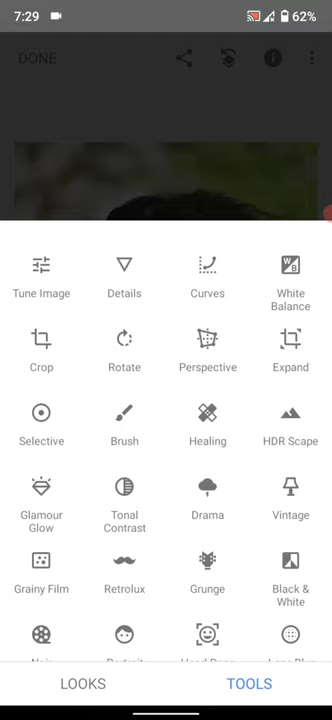 7:29 62%
DONE
Tune Image Details Curves White Balance
Crop Rotate Perspective Expand
Selective Brush Healing HDR Scape
Glamour Glow Tonal Contrast Drama Vintage
Grainy Film Retrolux Grunge Black & White
LOOKS TOOLS